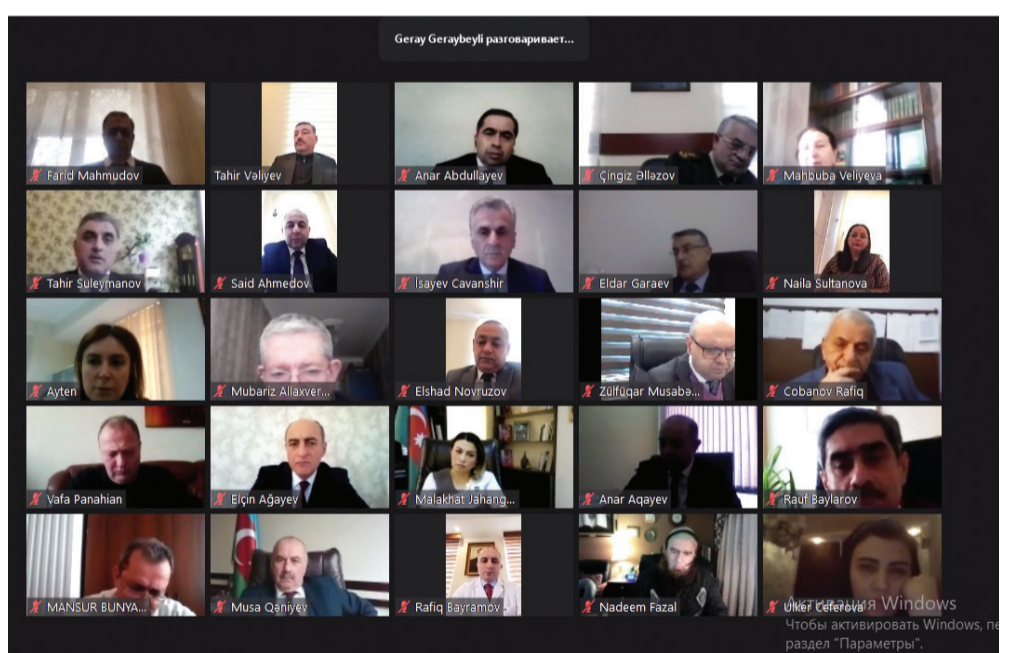 Geray Geraybeyli разговаривает...
Farid Mahmudov
Tahir Vəliyev
Anar Abdullayev
Çingiz Əlləzov
Mahbuba Veliyeva
Tahir Suleymanov
Said Ahmedov
İsayev Cavanshir
Eldar Garaev
Naila Sultanova
Ayten
Mubariz Allaxver...
Elshad Novruzov
Zülfüqar Musabə...
Cobanov Rafiq
Vafa Panahian
Elçin Ağayev
Malakhat Jahang...
Anar Aqayev
Rauf Baylarov
MANSUR BUNYA...
Musa Qəniyev
Rafiq Bayramov
Nadeem Fazal
Ulker Ceferova
Активация Windows
Чтобы активировать Windows, пе
раздел "Параметры".